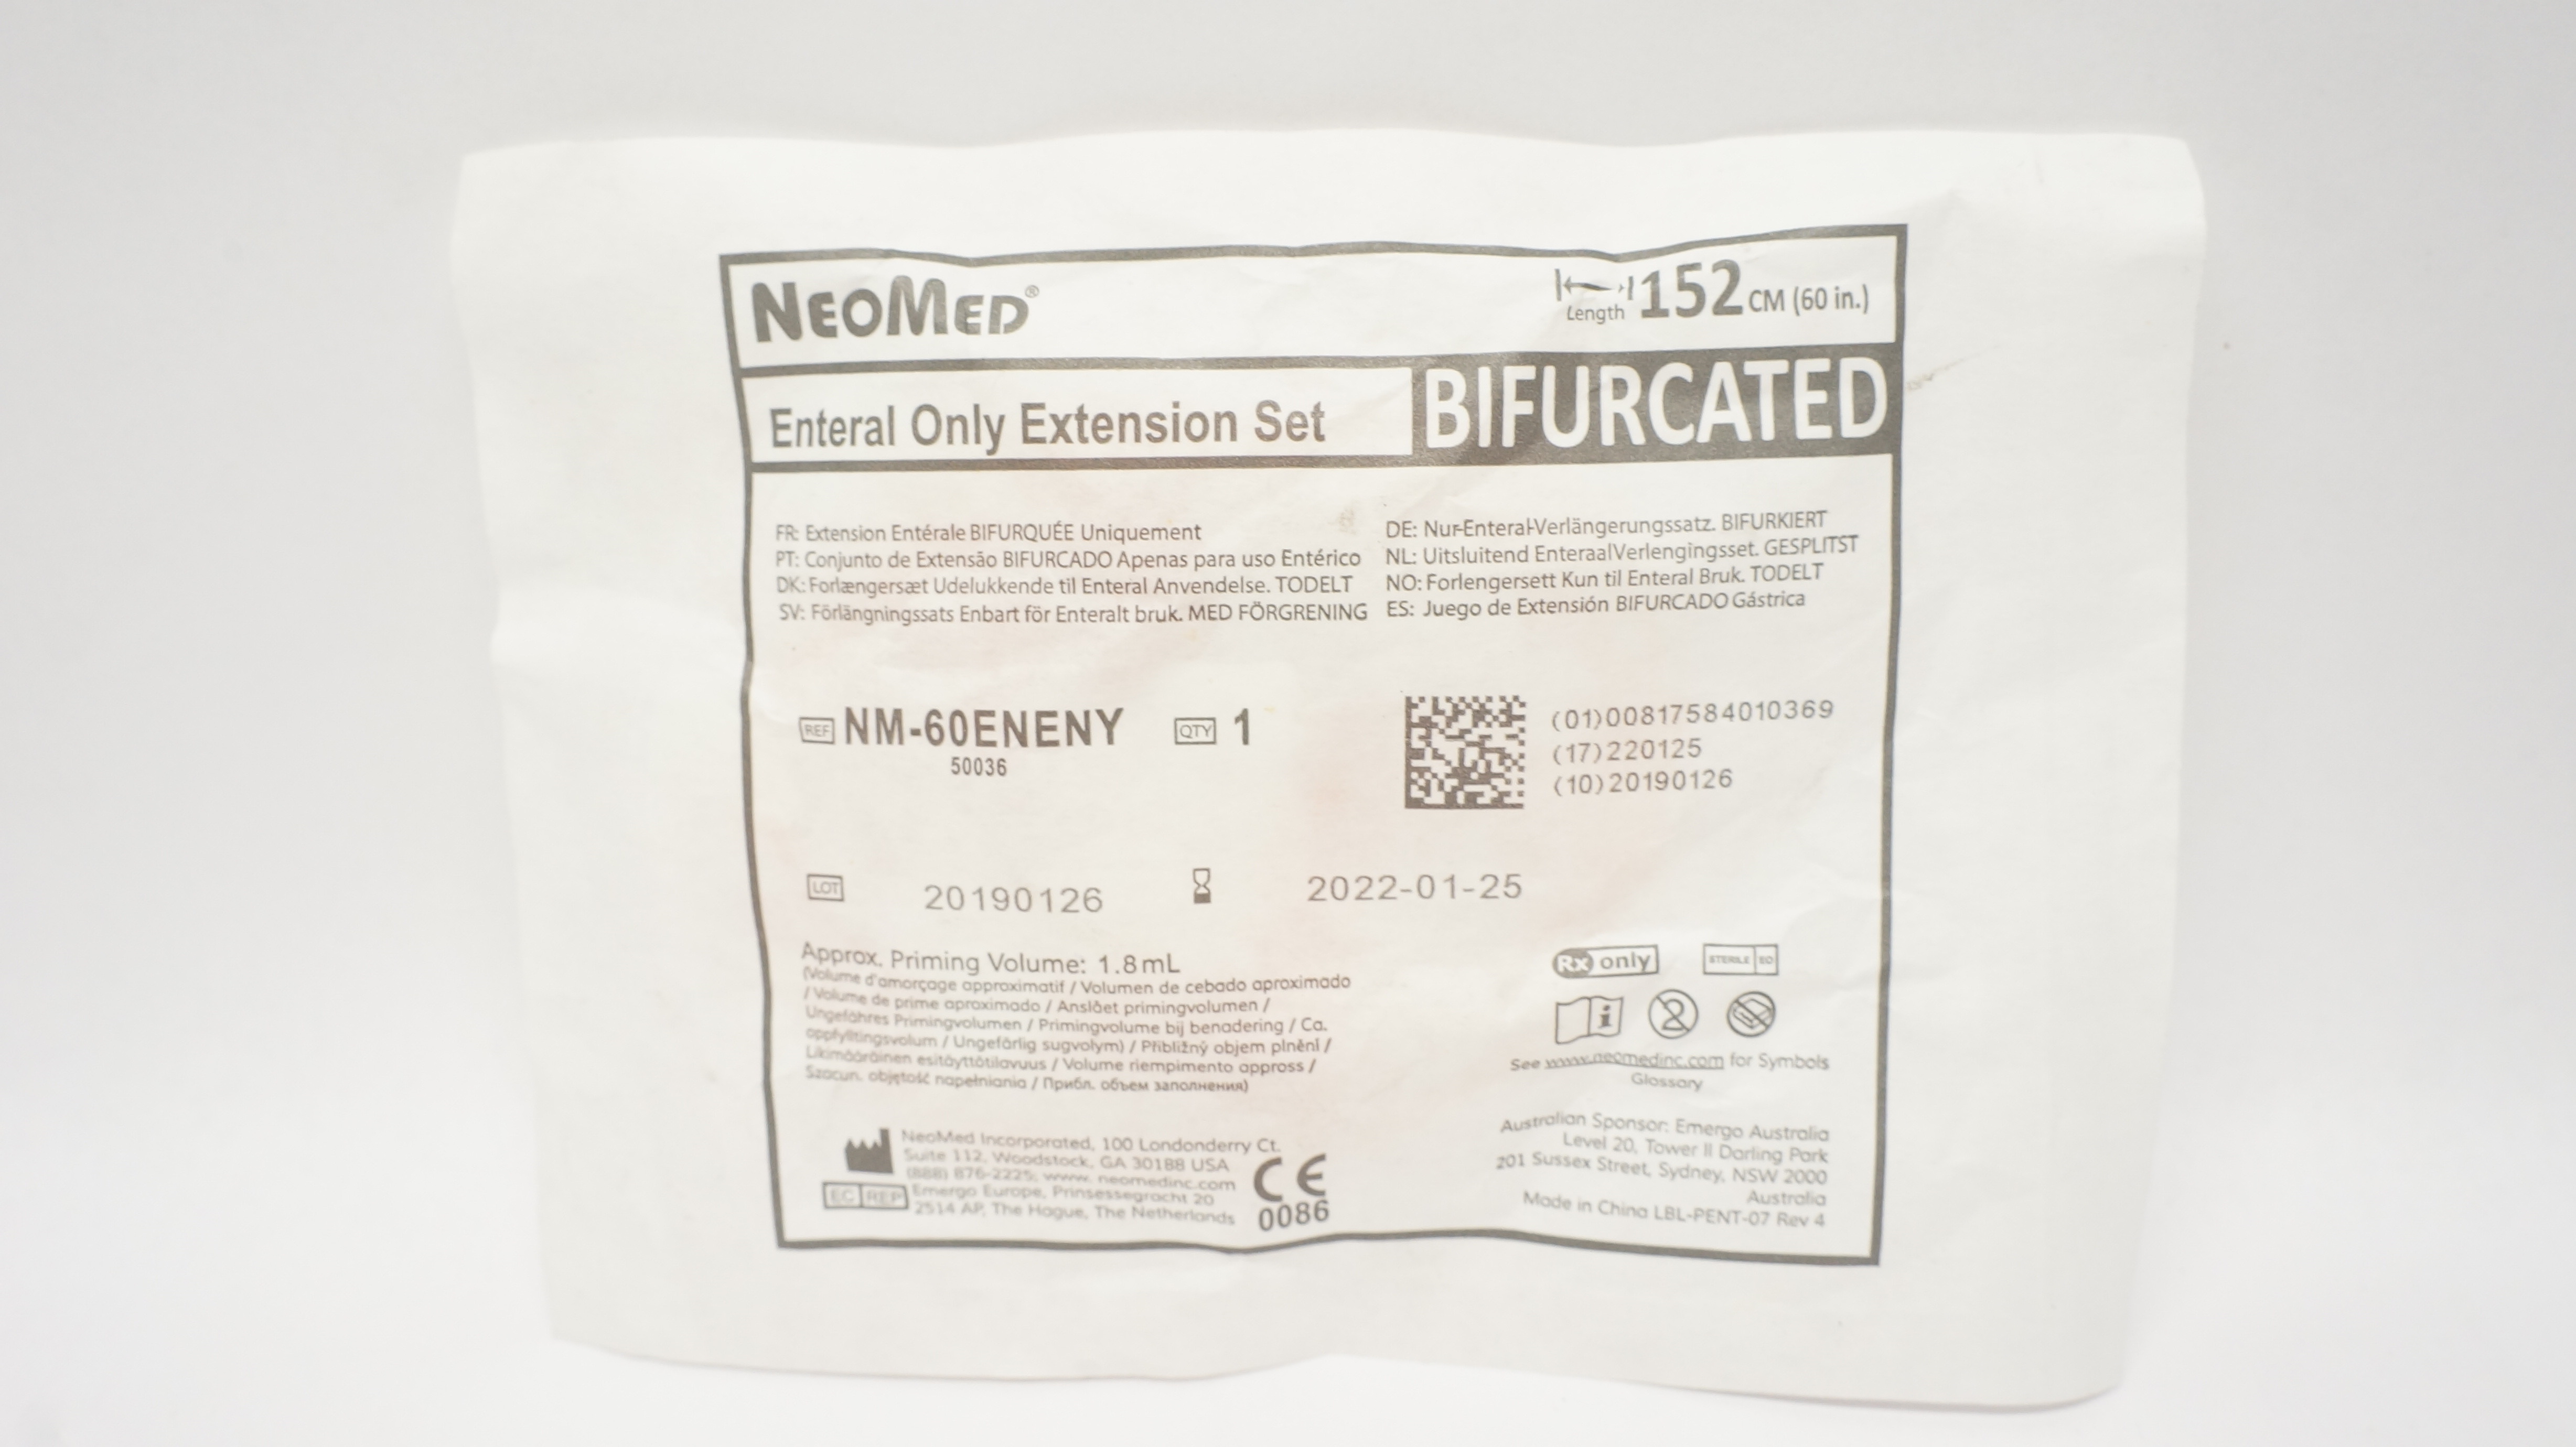 NEOMED®
Length 152 CM (60 in.)
Enteral Only Extension Set BIFURCATED
FR: Extension Entérale BIFURQUÉE Uniquement
PT: Conjunto de Extensão BIFURCADO Apenas para uso Entérico
DK: Forlængersæt Udelukkende til Enteral Anvendelse. TODELT
SV: Förlängningssats Enbart för Enteralt bruk. MED FÖRGRENING
DE: Nur-Enteral-Verlängerungssatz. BIFURKIERT
NL: Uitsluitend Enteraal Verlengingsset. GESPLITST
NO: Forlengersett Kun til Enteral Bruk. TODELT
ES: Juego de Extensión BIFURCADO Gástrica
REF NM-60ENENY QTY 1
50036
(01)00817584010369
(17)220125
(10)20190126
LOT 20190126 2022-01-25
Approx. Priming Volume: 1.8mL
(Volume d'amorçage approximatif / Volumen de cebado aproximado
/ Volume de prime aproximado / Anslået primingvolumen /
Ungefähres Primingvolumen / Primingvolume bij benadering / Ca.
oppfyllingsvolum / Ungefärlig sugvolym) / Přibližný objem plnění /
Likimääräinen esitäyttötilavuus / Volume riempimento appross /
Szacun. objętość napełniania / Прибл. объем заполнения)
Rx only STERILE EO
2
See www.neomedinc.com for Symbols
Glossary
NeoMed Incorporated, 100 Londonderry Ct.
Suite 112, Woodstock, GA 30188 USA
(888) 876-2225; www. neomedinc.com
EC REP Emergo Europe, Prinsessegracht 20
2514 AP, The Hague, The Netherlands
CE
0086
Australian Sponsor: Emergo Australia
Level 20, Tower II Darling Park
201 Sussex Street, Sydney, NSW 2000
Australia
Made in China LBL-PENT-07 Rev 4